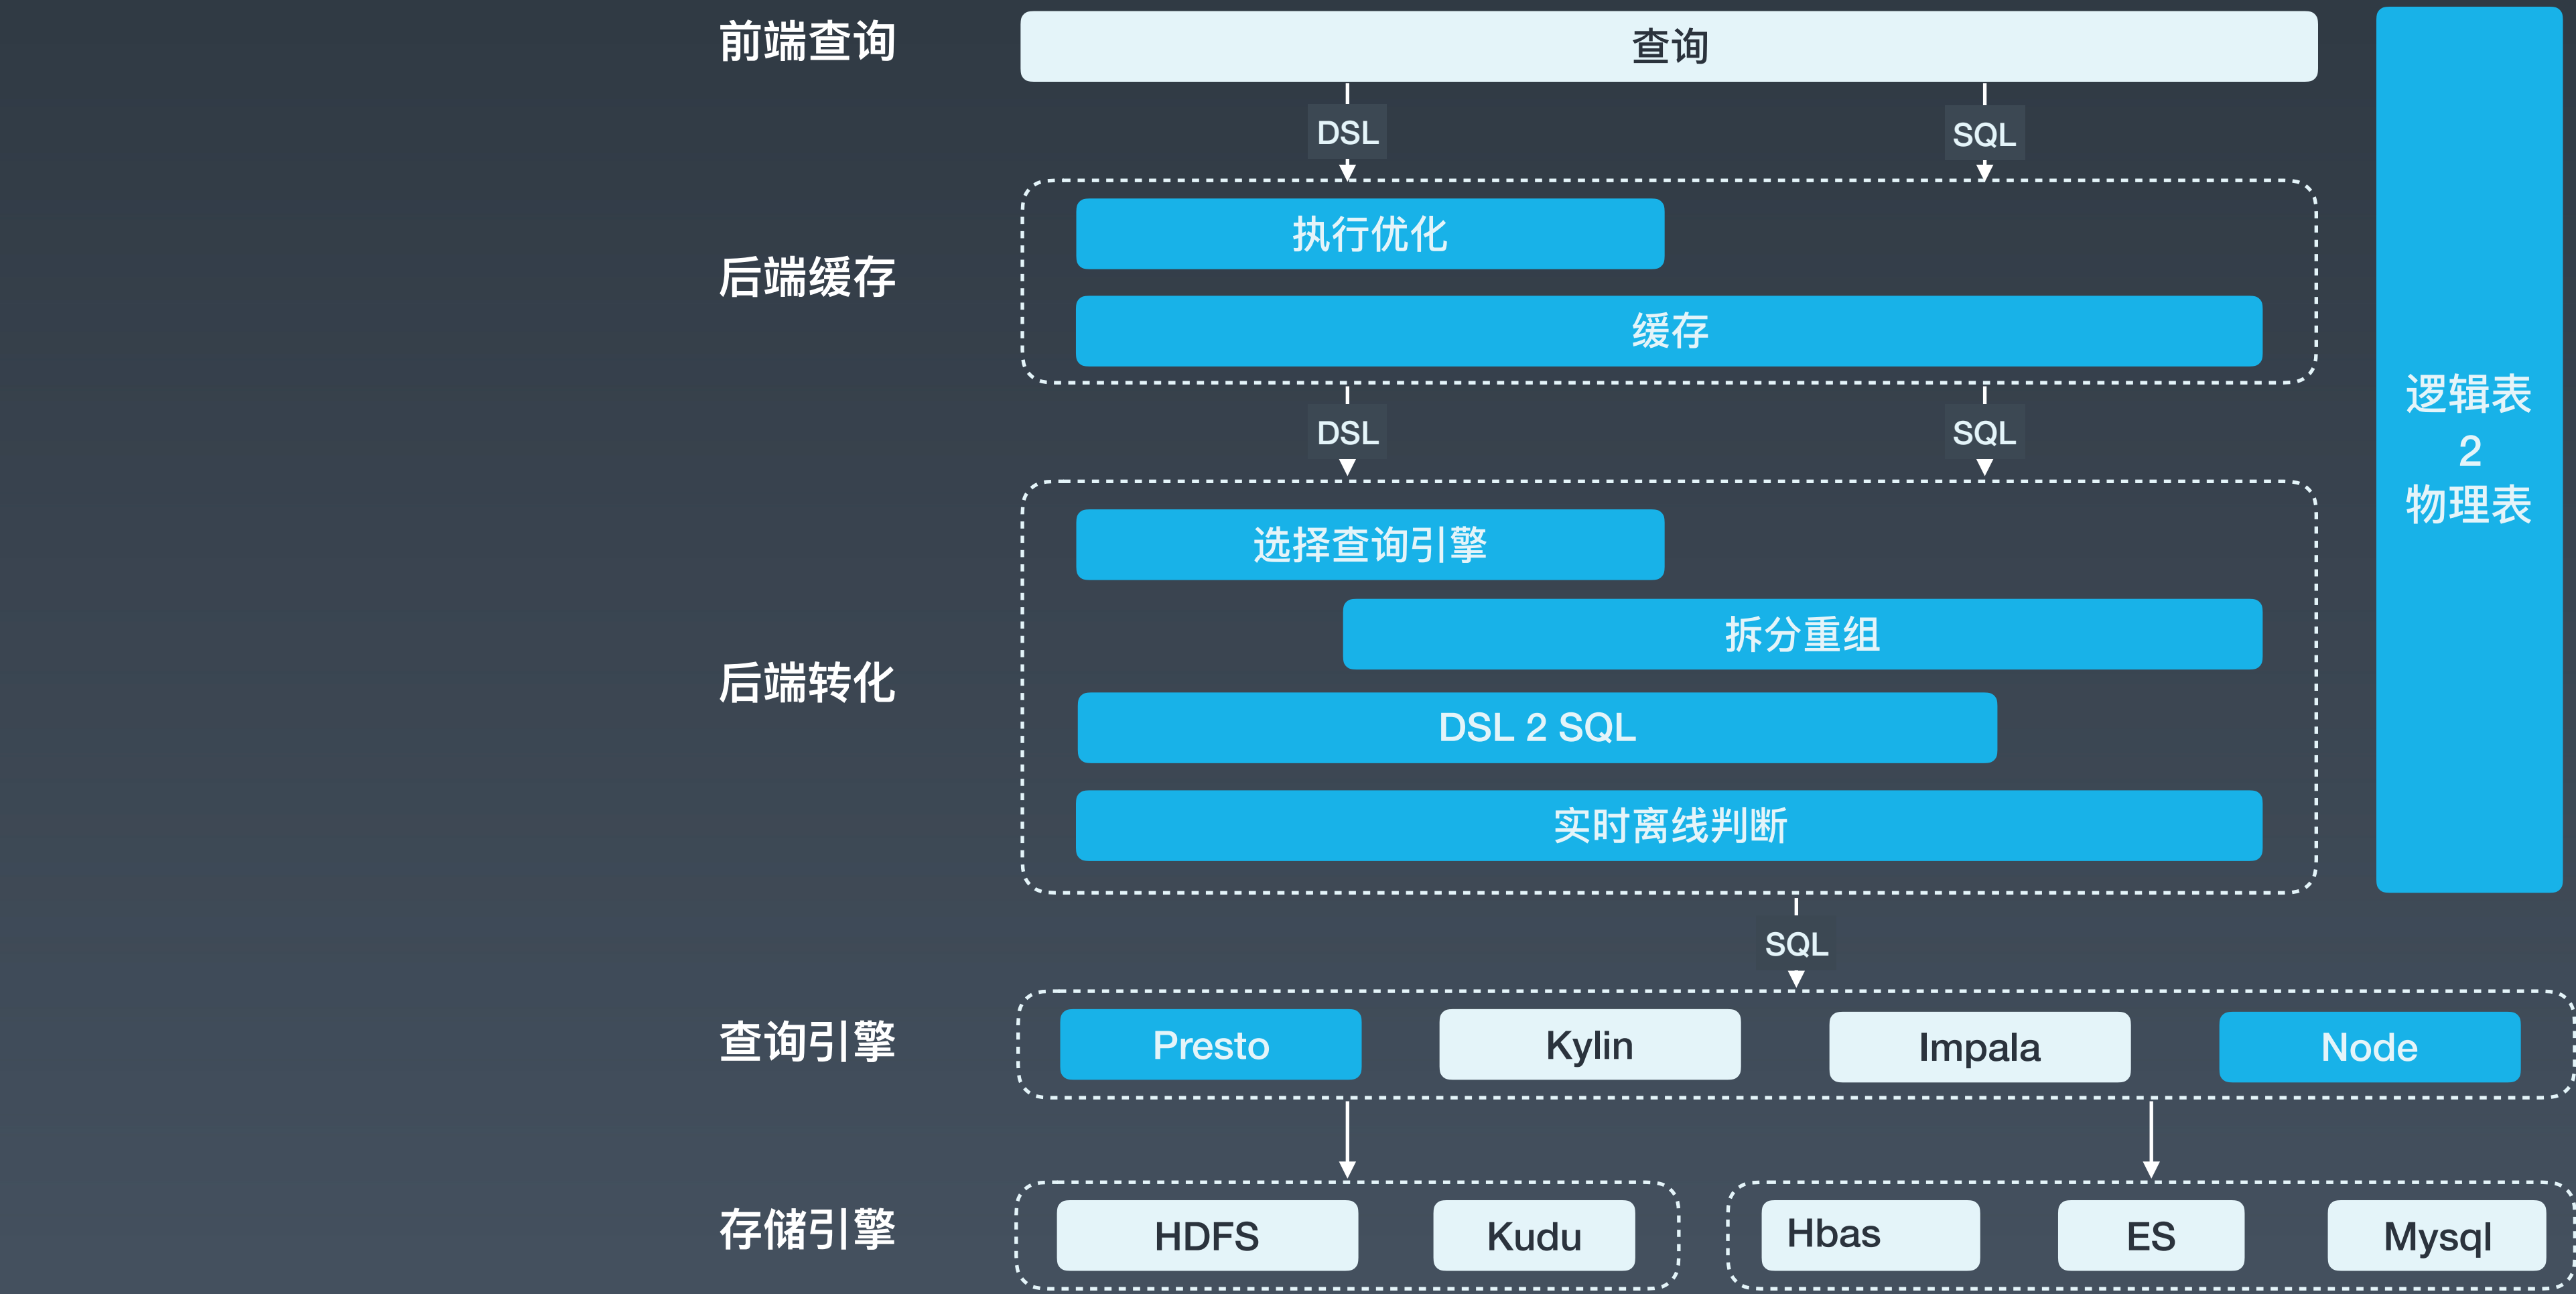 前端查询
查询
DSL
SQL
后端缓存
执行优化
缓存
DSL
SQL
逻辑表
2
物理表
后端转化
选择查询引擎
拆分重组
DSL 2 SQL
实时离线判断
SQL
查询引擎
Presto
Kylin
Impala
Node
存储引擎
HDFS
Kudu
Hbas
ES
Mysql